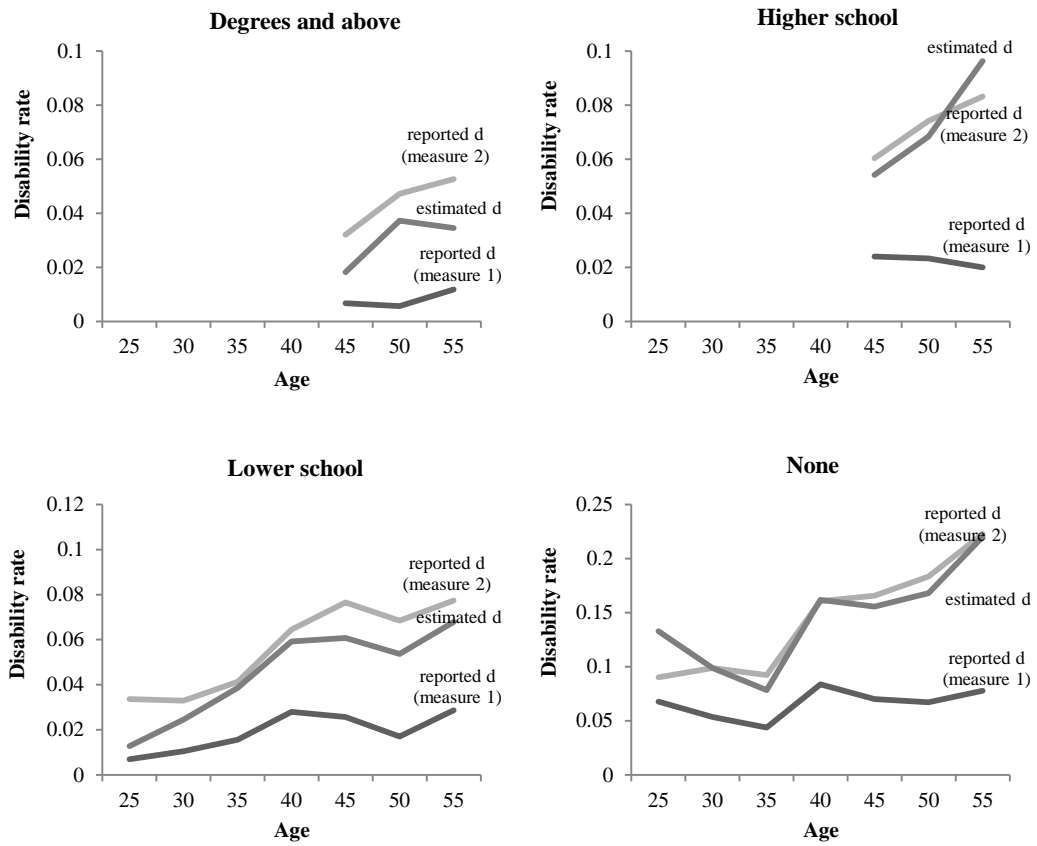 Degrees and above
Disability rate
0.1
0.08
0.06
0.04
0.02
0
reported d
(measure 2)
estimated d
reported d
(measure 1)
25 30 35 40 45 50 55
Age
Higher school
Disability rate
0.1
0.08
0.06
0.04
0.02
0
estimated d
reported d
(measure 2)
reported d
(measure 1)
25 30 35 40 45 50 55
Age
Lower school
Disability rate
0.12
0.1
0.08
0.06
0.04
0.02
0
reported d
(measure 2)
estimated d
reported d
(measure 1)
25 30 35 40 45 50 55
Age
None
Disability rate
0.25
0.2
0.15
0.1
0.05
0
reported d
(measure 2)
estimated d
reported d
(measure 1)
25 30 35 40 45 50 55
Age